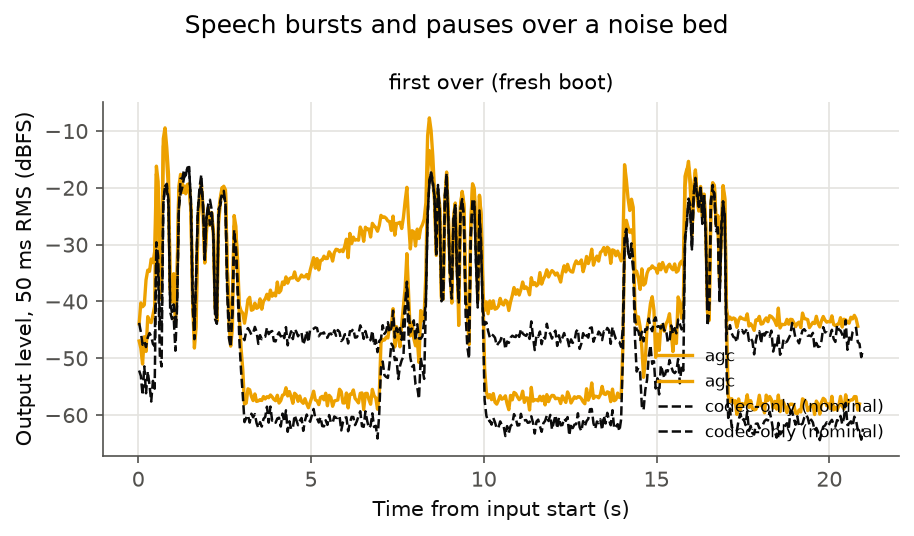 Speech bursts and pauses over a noise bed
first over (fresh boot)
Output level, 50 ms RMS (dBFS)
−10
−20
−30
−40
−50
−60
agc
agc
codec-only (nominal)
codec-only (nominal)
0
5
10
15
20
Time from input start (s)